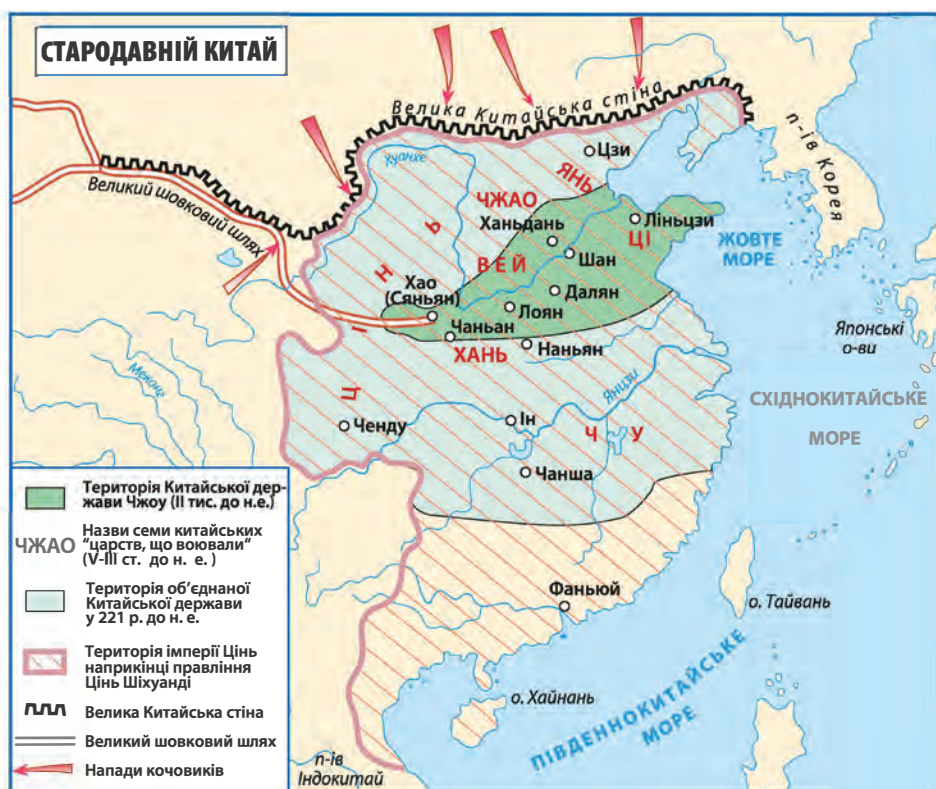 СТАРОДАВНІЙ КИТАЙ
Велика Китайська стіна
п-ів Корея
Великий шовковий шлях
Хуанхе
Цзи
ЯНЬ
ЧЖАО
Ханьдань
Ліньцзи
ЦІ
ВЕЙ
Шан
ЖОВТЕ
МОРЕ
Хао
(Сяньян)
Далян
Лоян
Чаньан
ХАНЬ
Наньян
ЦІНЬ
Японські
о-ви
Меконг
Янцзи
СХІДНОКИТАЙСЬКЕ
МОРЕ
Ченду
Ін
ЧУ
Чанша
Фаньюй
о. Тайвань
о. Хайнань
ПІВДЕННОКИТАЙСЬКЕ
МОРЕ
п-ів
Індокитай
Територія Китайської дер-
жави Чжоу (II тис. до н.е.)
ЧЖАО
Назви семи китайських
"царств, що воювали"
(V-III ст. до н. е.)
Територія об'єднаної
Китайської держави
у 221 р. до н. е.
Територія імперії Цінь
наприкінці правління
Цінь Шіхуанді
Велика Китайська стіна
Великий шовковий шлях
Напади кочовиків